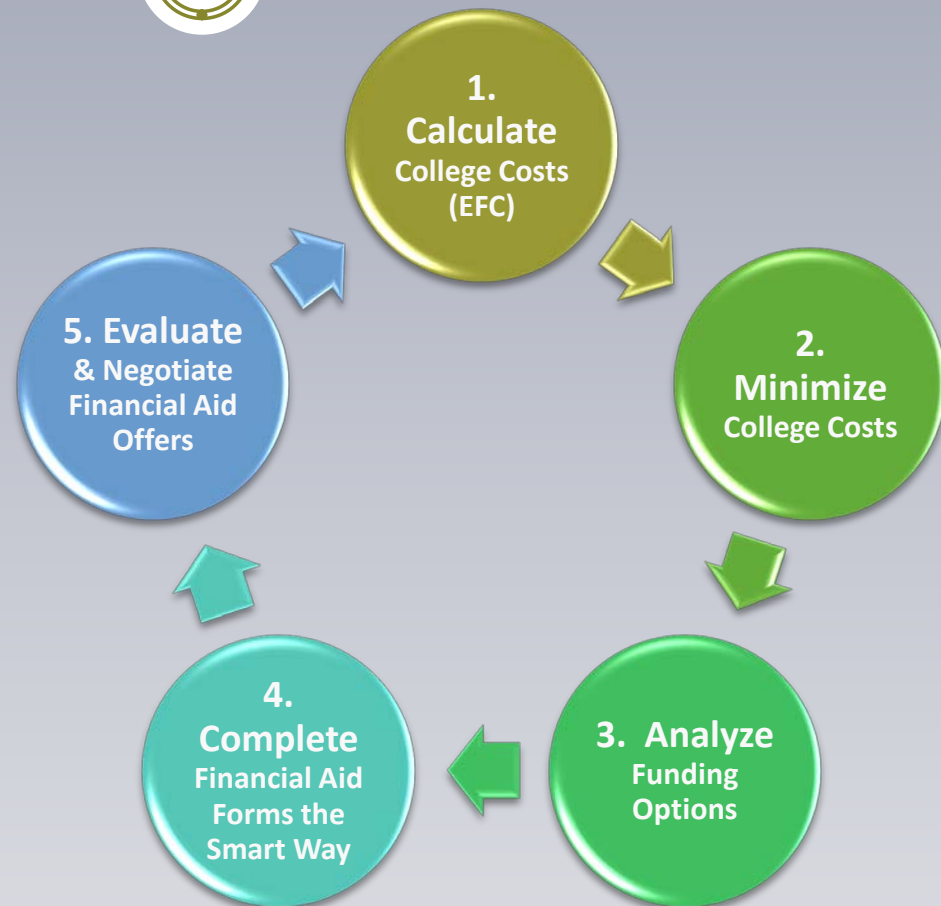 1.
Calculate
College Costs
(EFC)
2.
Minimize
College Costs
3.  Analyze
Funding
Options
4.
Complete
Financial Aid
Forms the
Smart Way
5. Evaluate
& Negotiate
Financial Aid
Offers